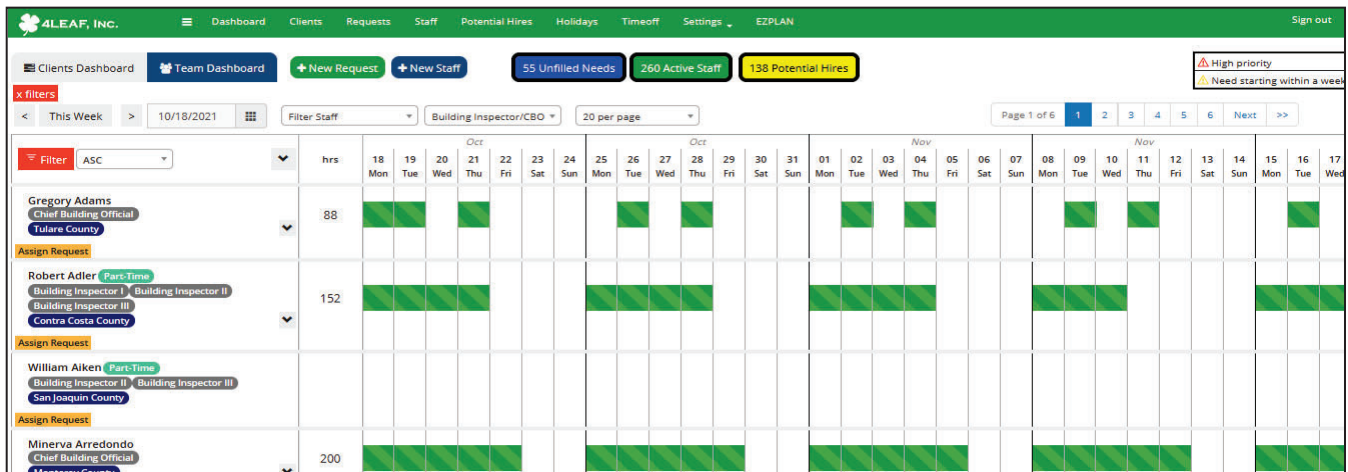 4LEAF, INC. Dashboard Clients Requests Staff Potential Hires Holidays Timeoff Settings EZPLAN Sign out
Clients Dashboard Team Dashboard + New Request + New Staff 55 Unfilled Needs 260 Active Staff 138 Potential Hires High priority
Need starting within a week
x filters
< This Week > 10/18/2021 Filter Staff Building Inspector/CBO 20 per page Page 1 of 6 1 2 3 4 5 6 Next >>
Oct Oct Nov Nov
Filter ASC hrs 18 19 20 21 22 23 24 25 26 27 28 29 30 31 01 02 03 04 05 06 07 08 09 10 11 12 13 14 15 16 17
Mon Tue Wed Thu Fri Sat Sun Mon Tue Wed Thu Fri Sat Sun Mon Tue Wed Thu Fri Sat Sun Mon Tue Wed Thu Fri Sat Sun Mon Tue Wed
Gregory Adams
Chief Building Official 88
Tulare County
Assign Request
Robert Adler Part-Time
Building Inspector I Building Inspector II
Building Inspector III 152
Contra Costa County
Assign Request
William Aiken Part-Time
Building Inspector II Building Inspector III
San Joaquin County
Assign Request
Minerva Arredondo
Chief Building Official 200
Monterey County